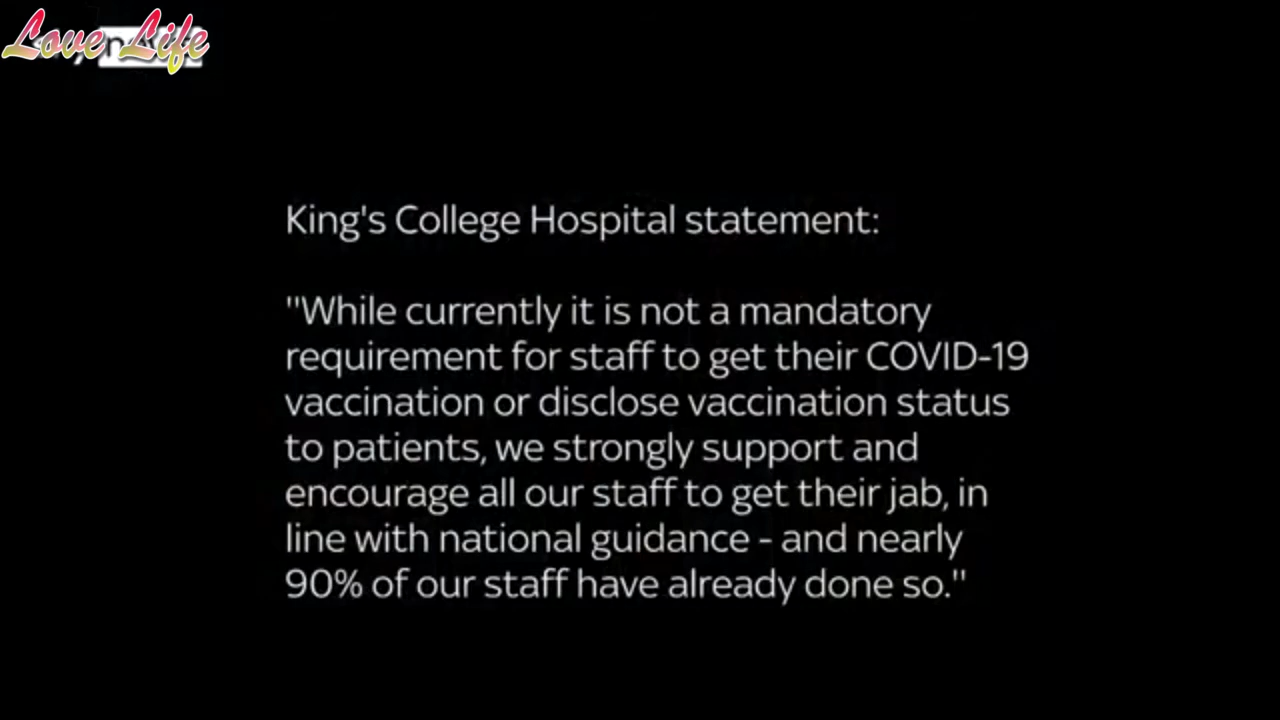 Love Life
King's College Hospital statement:
"While currently it is not a mandatory
requirement for staff to get their COVID-19
vaccination or disclose vaccination status
to patients, we strongly support and
encourage all our staff to get their jab, in
line with national guidance - and nearly
90% of our staff have already done so."